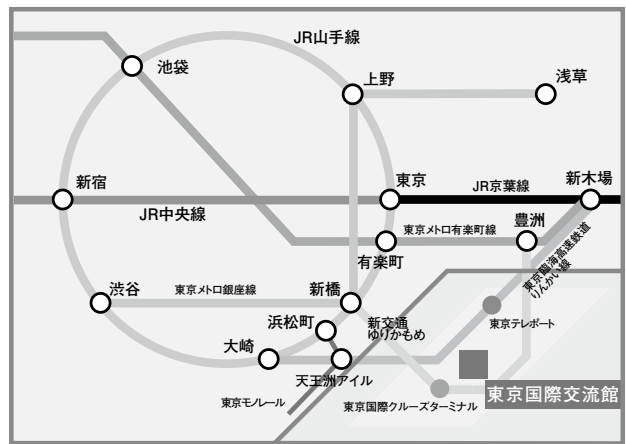 JR山手線
池袋
上野
浅草
新宿
東京
JR京葉線
新木場
JR中央線
東京メトロ有楽町線
豊洲
有楽町
東京臨海高速鉄道
りんかい線
渋谷
東京メトロ銀座線
新橋
浜松町
新交通
ゆりかもめ
東京テレポート
大崎
天王洲アイル
東京モノレール
東京国際クルーズターミナル
東京国際交流館